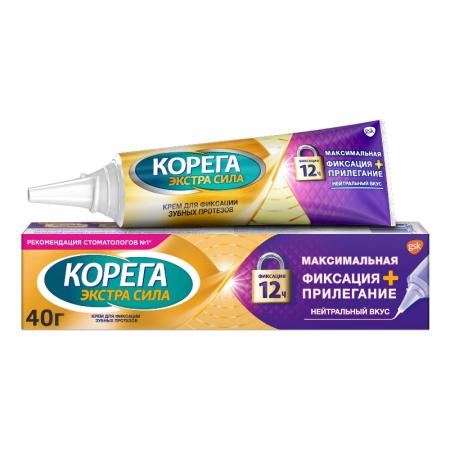 КОРЕГА
ЭКСТРА СИЛА
КРЕМ ДЛЯ ФИКСАЦИИ
ЗУБНЫХ ПРОТЕЗОВ
ФИКСАЦИЯ
12ч
gsk
МАКСИМАЛЬНАЯ
ФИКСАЦИЯ +
ПРИЛЕГАНИЕ
НЕЙТРАЛЬНЫЙ ВКУС
РЕКОМЕНДАЦИЯ СТОМАТОЛОГОВ №1*
КОРЕГА
ЭКСТРА СИЛА
40г
КРЕМ ДЛЯ ФИКСАЦИИ
ЗУБНЫХ ПРОТЕЗОВ
ФИКСАЦИЯ
12ч
gsk
МАКСИМАЛЬНАЯ
ФИКСАЦИЯ +
ПРИЛЕГАНИЕ
НЕЙТРАЛЬНЫЙ ВКУС